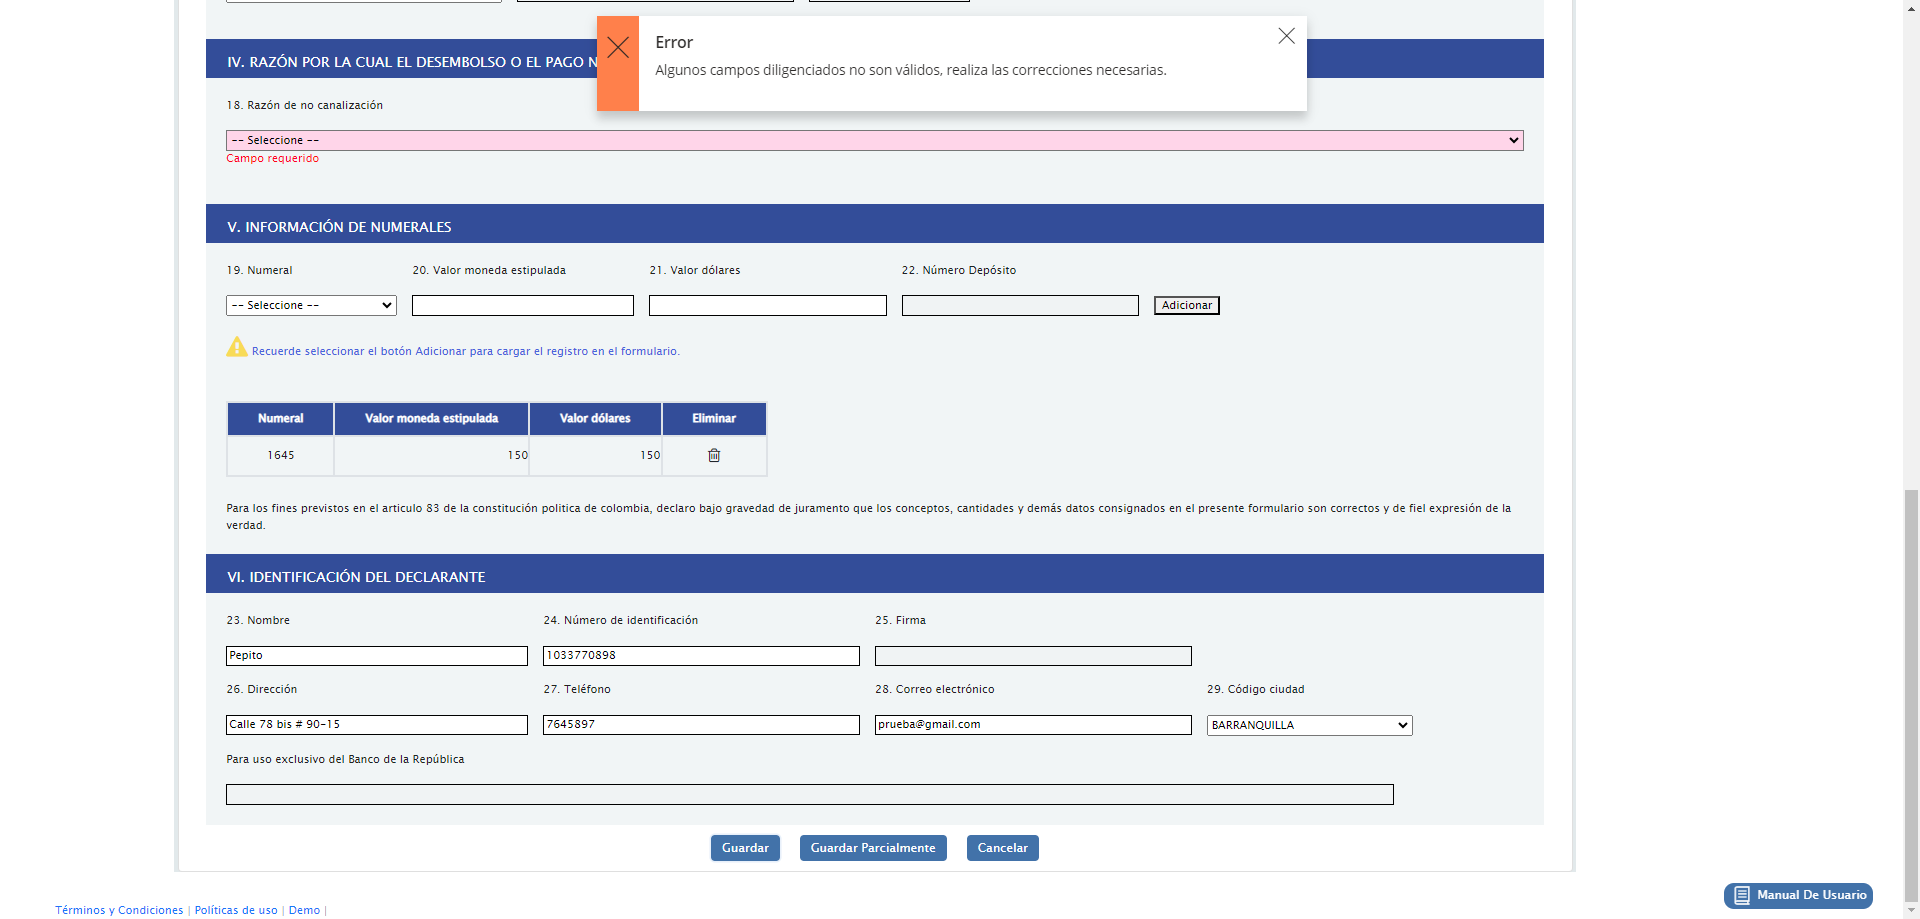 Error
Algunos campos diligenciados no son válidos, realiza las correcciones necesarias.
IV. RAZÓN POR LA CUAL EL DESEMBOLSO O EL PAGO N
18. Razón de no canalización
-- Seleccione --
Campo requerido
V. INFORMACIÓN DE NUMERALES
19. Numeral 20. Valor moneda estipulada 21. Valor dólares 22. Número Depósito
-- Seleccione -- Adicionar
Recuerde seleccionar el botón Adicionar para cargar el registro en el formulario.
Numeral Valor moneda estipulada Valor dólares Eliminar
1645 150 150
Para los fines previstos en el articulo 83 de la constitución politica de colombia, declaro bajo gravedad de juramento que los conceptos, cantidades y demás datos consignados en el presente formulario son correctos y de fiel expresión de la
verdad.
VI. IDENTIFICACIÓN DEL DECLARANTE
23. Nombre 24. Número de identificación 25. Firma
Pepito 1033770898
26. Dirección 27. Teléfono 28. Correo electrónico 29. Código ciudad
Calle 78 bis # 90-15 7645897 prueba@gmail.com BARRANQUILLA
Para uso exclusivo del Banco de la República
Guardar Guardar Parcialmente Cancelar
Manual De Usuario
Términos y Condiciones | Políticas de uso | Demo |